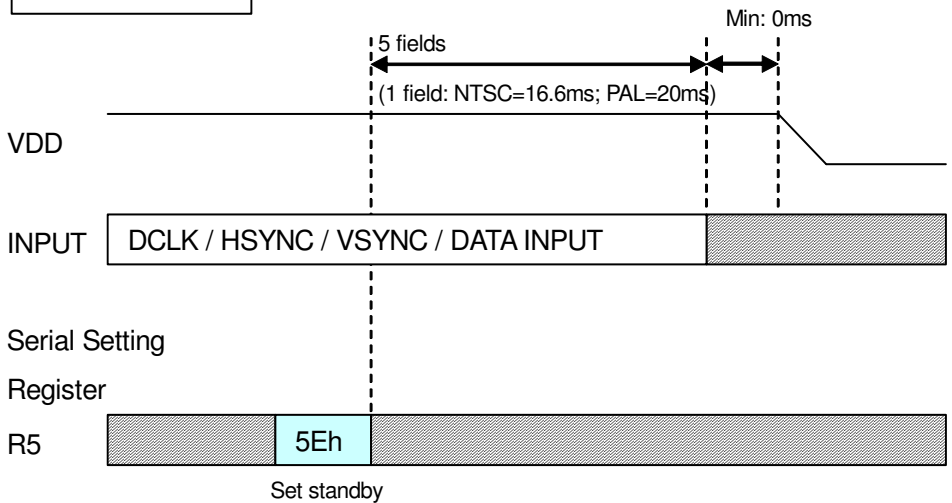 Min: 0ms
5 fields
(1 field: NTSC=16.6ms; PAL=20ms)
VDD
INPUT DCLK / HSYNC / VSYNC / DATA INPUT
Serial Setting
Register
R5 5Eh
Set standby